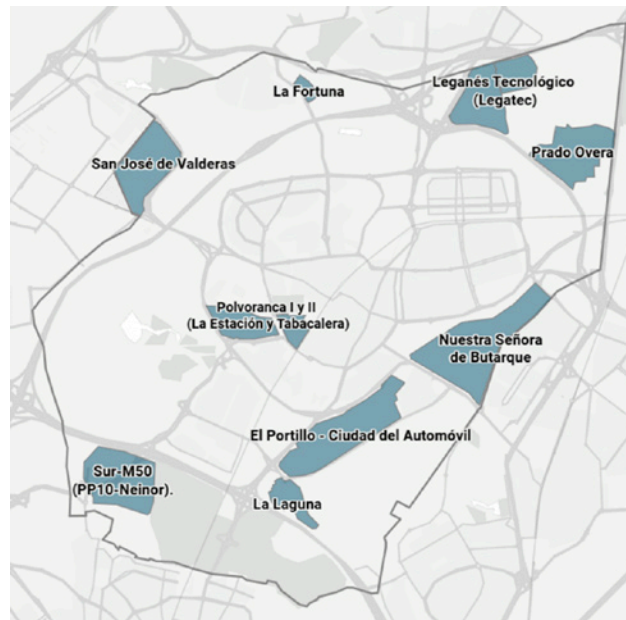 La Fortuna
Leganés Tecnológico
(Legatec)
Prado Overa
San José de Valderas
Polvoranca I y II
(La Estación y Tabacalera)
Nuestra Señora
de Butarque
El Portillo - Ciudad del Automóvil
Sur-M50
(PP10-Neinor).
La Laguna